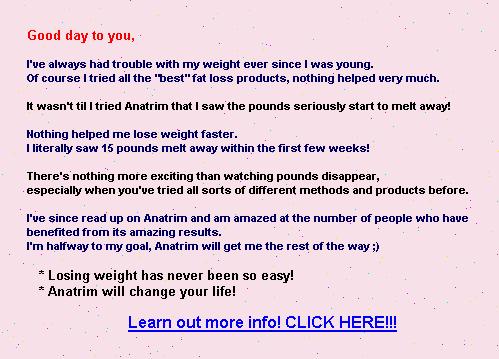 Good day to you,
I've always had trouble with my weight ever since I was young.
Of course I tried all the "best" fat loss products, nothing helped very much.
It wasn't til I tried Anatrim that I saw the pounds seriously start to melt away!
Nothing helped me lose weight faster.
I literally saw 15 pounds melt away within the first few weeks!
There's nothing more exciting than watching pounds disappear,
especially when you've tried all sorts of different methods and products before.
I've since read up on Anatrim and am amazed at the number of people who have
benefited from its amazing results.
I'm halfway to my goal, Anatrim will get me the rest of the way ;)
* Losing weight has never been so easy!
* Anatrim will change your life!
Learn out more info! CLICK HERE!!!